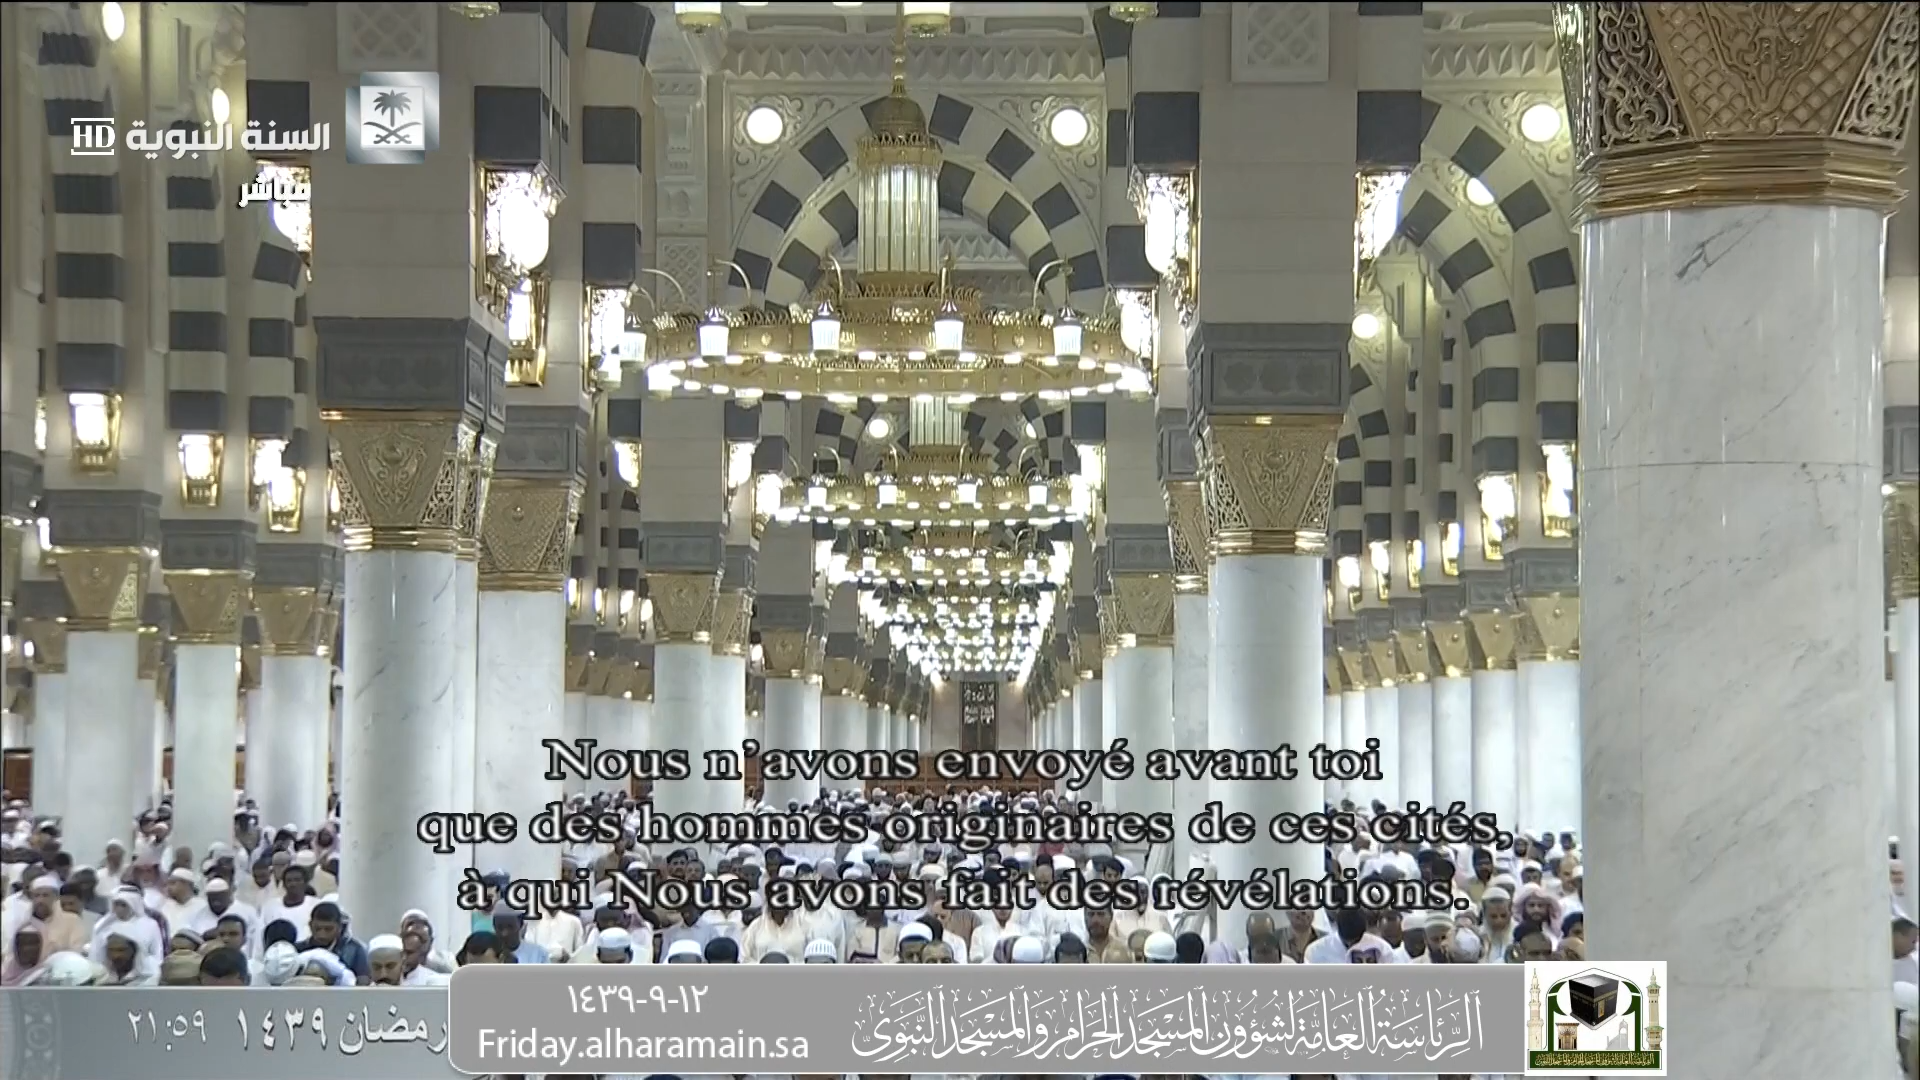 HD السنة النبوية
مباشر
Nous n’avons envoyé avant toi
que des hommes originaires de ces cités,
à qui Nous avons fait des révélations.
٢١:٥٩ رمضان ١٤٣٩
١٤٣٩-٩-١٢
Friday.alharamain.sa
الرئاسة العامة لشؤون المسجد الحرام والمسجد النبوي